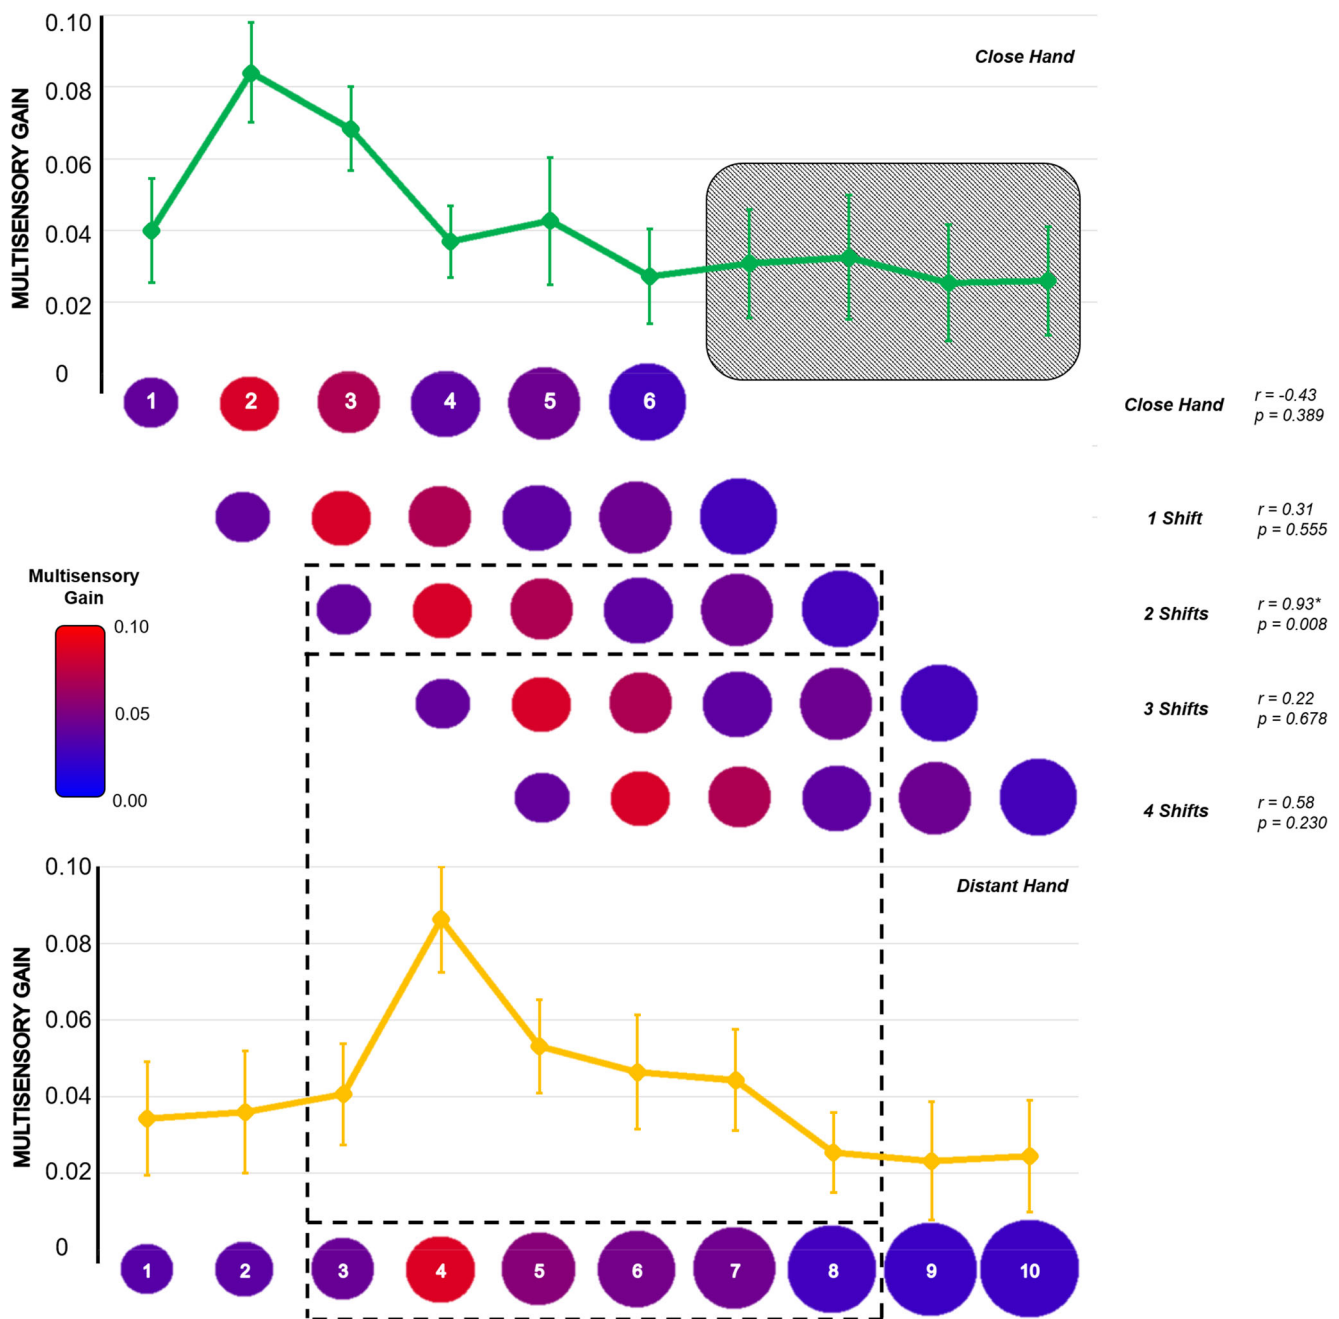 0.10
Close Hand
0.08
0.06
0.04
0.02
0
MULTISENSORY GAIN
1 2 3 4 5 6
Close Hand
r = -0.43
p = 0.389
1 Shift
r = 0.31
p = 0.555
Multisensory
Gain
0.10
0.05
0.00
2 Shifts
r = 0.93*
p = 0.008
3 Shifts
r = 0.22
p = 0.678
4 Shifts
r = 0.58
p = 0.230
0.10
Distant Hand
0.08
0.06
0.04
0.02
0
MULTISENSORY GAIN
1 2 3 4 5 6 7 8 9 10